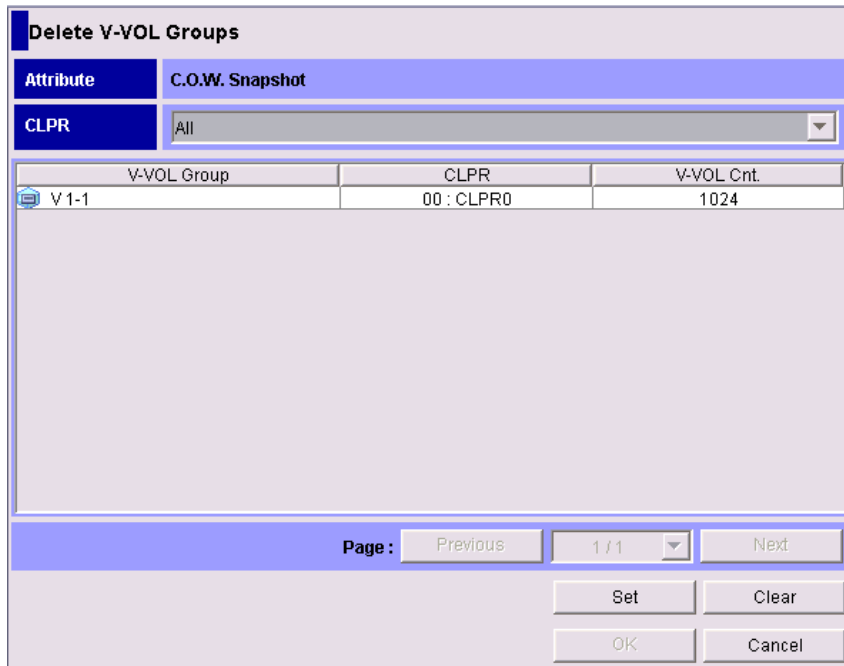 Delete V-VOL Groups
Attribute C.O.W. Snapshot
CLPR All
V-VOL Group CLPR V-VOL Cnt.
V 1-1 00 : CLPR0 1024
Page : Previous 1 / 1 Next
Set Clear
OK Cancel